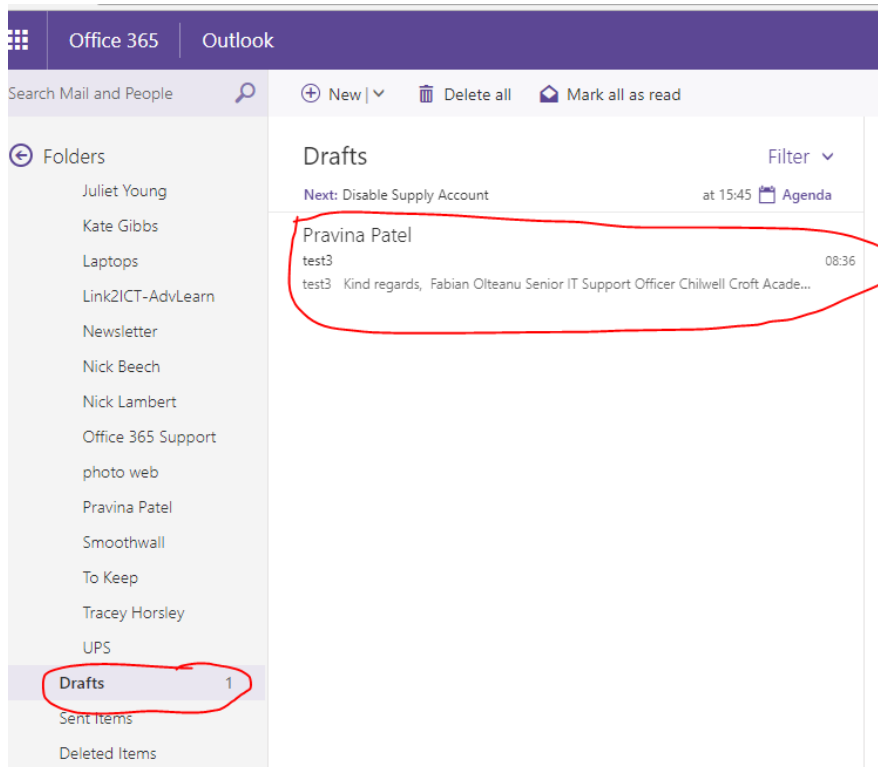 Office 365 Outlook
Search Mail and People
New Delete all Mark all as read
Folders
Juliet Young
Kate Gibbs
Laptops
Link2ICT-AdvLearn
Newsletter
Nick Beech
Nick Lambert
Office 365 Support
photo web
Pravina Patel
Smoothwall
To Keep
Tracey Horsley
UPS
Drafts 1
Sent Items
Deleted Items
Drafts Filter
Next: Disable Supply Account at 15:45 Agenda
Pravina Patel
test3 08:36
test3 Kind regards, Fabian Olteanu Senior IT Support Officer Chilwell Croft Acade...